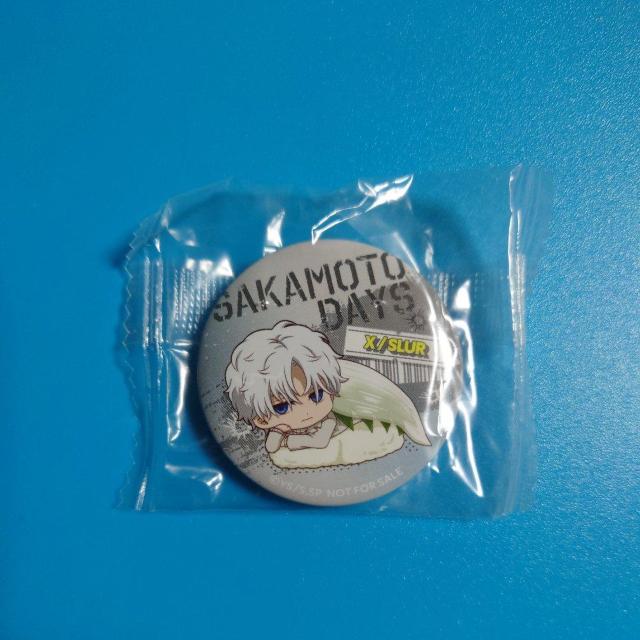 SAKAMOTO
DAYS
X/SLUR
NOT FOR SALE